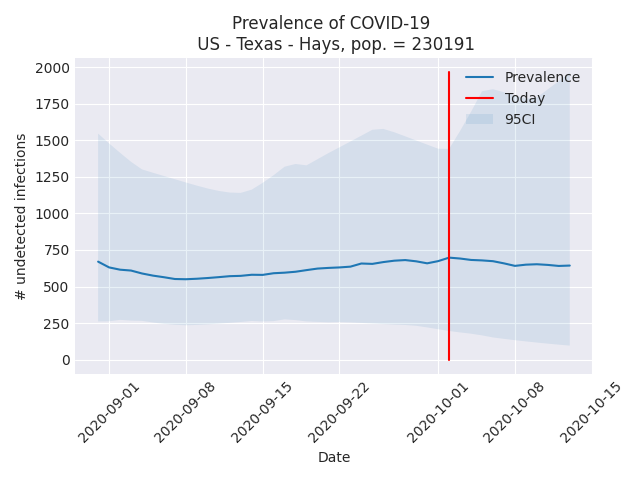 Prevalence of COVID-19
US - Texas - Hays, pop. = 230191
2000
1750
1500
1250
1000
750
500
250
0
# undetected infections
Prevalence
Today
95CI
2020-09-01
2020-09-08
2020-09-15
2020-09-22
2020-10-01
2020-10-08
2020-10-15
Date